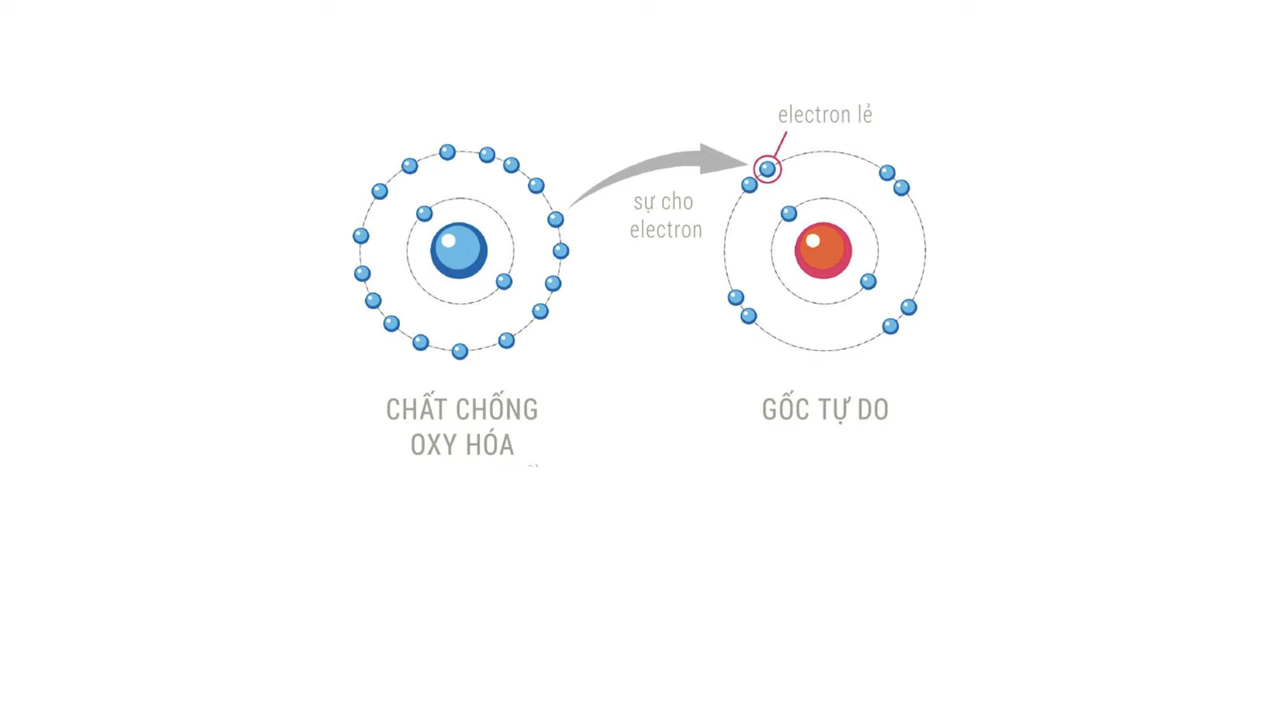 electron lẻ
sự cho
electron
CHẤT CHỐNG
OXY HÓA
GỐC TỰ DO